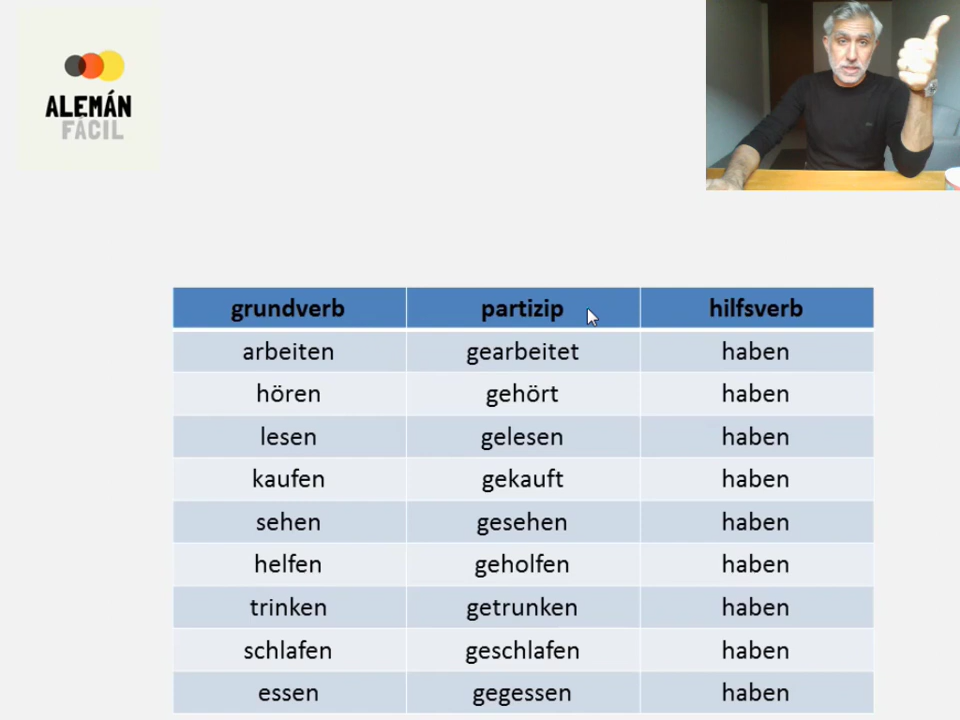 ALEMÁN
FÁCIL
grundverb partizip hilfsverb
arbeiten gearbeitet haben
hören gehört haben
lesen gelesen haben
kaufen gekauft haben
sehen gesehen haben
helfen geholfen haben
trinken getrunken haben
schlafen geschlafen haben
essen gegessen haben